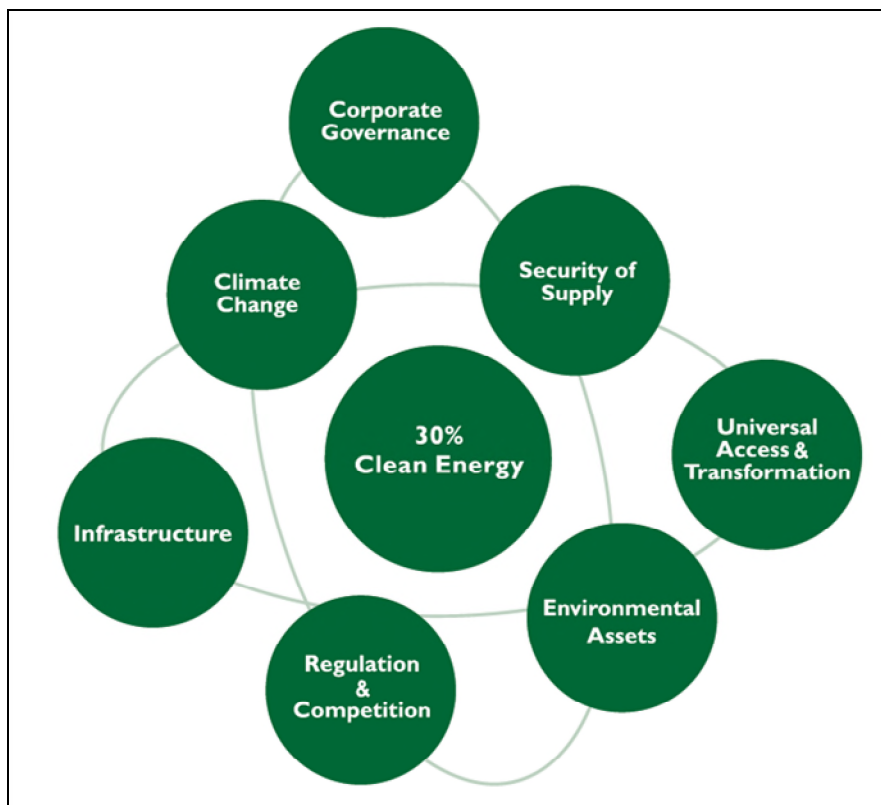 Corporate
Governance
Climate
Change
Security of
Supply
30%
Clean Energy
Universal
Access &
Transformation
Infrastructure
Environmental
Assets
Regulation
&
Competition